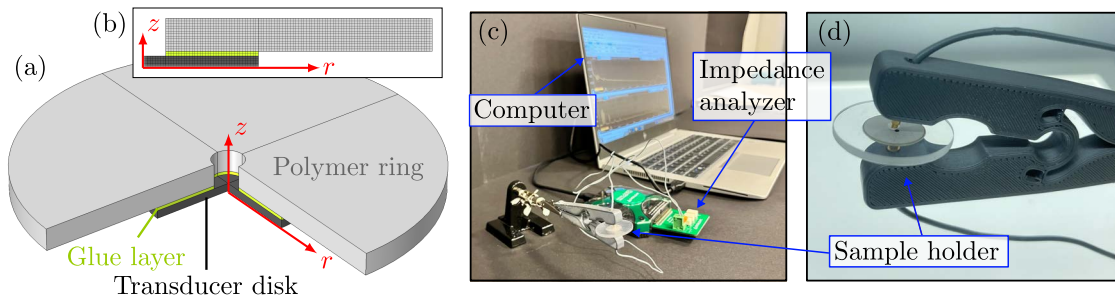 (a)
(b)
z
r
z
Polymer ring
r
Glue layer
Transducer disk
(c)
Computer
Impedance
analyzer
(d)
Sample holder